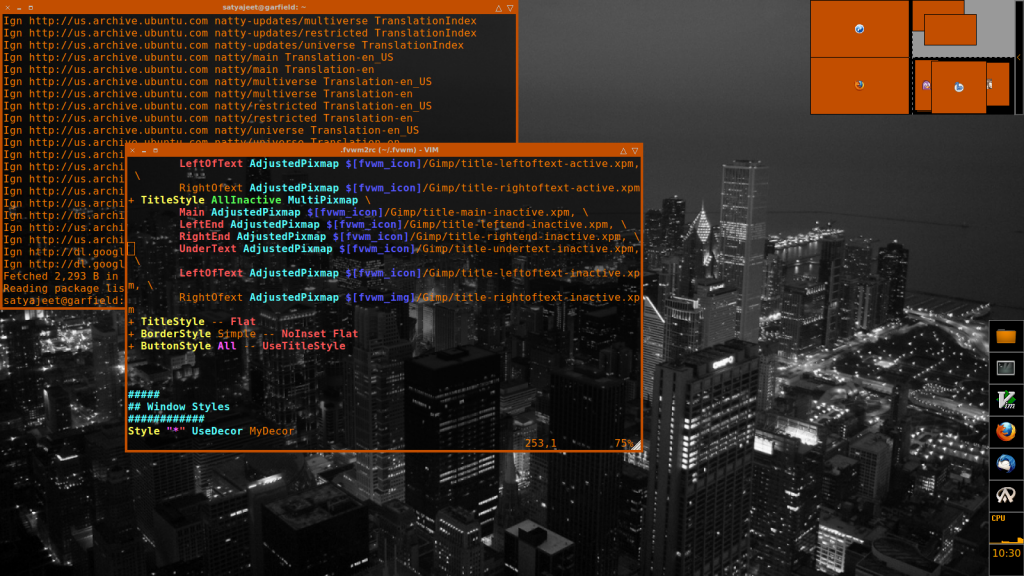 satyajeet@garfield: ~
Ign http://us.archive.ubuntu.com natty-updates/multiverse TranslationIndex
Ign http://us.archive.ubuntu.com natty-updates/restricted TranslationIndex
Ign http://us.archive.ubuntu.com natty-updates/universe TranslationIndex
Ign http://us.archive.ubuntu.com natty/main Translation-en_US
Ign http://us.archive.ubuntu.com natty/main Translation-en
Ign http://us.archive.ubuntu.com natty/multiverse Translation-en_US
Ign http://us.archive.ubuntu.com natty/multiverse Translation-en
Ign http://us.archive.ubuntu.com natty/restricted Translation-en_US
Ign http://us.archive.ubuntu.com natty/restricted Translation-en
Ign http://us.archive.ubuntu.com natty/universe Translation-en_US
Ign http://us.archive.ubuntu.com natty/universe Translation-en
Ign http://us.archi
Ign http://us.archi
Ign http://us.archi
Ign http://us.archi
Ign http://us.archi
Ign http://us.archi
Ign http://us.archi
Ign http://us.archi
Ign http://dl.googl
Ign http://dl.googl
Fetched 2,293 B in
Reading package lis
satyajeet@garfield:
.fvwm2rc (~/.fvwm) - VIM
LeftOfText AdjustedPixmap $[fvwm_icon]/Gimp/title-leftoftext-active.xpm,
\
RightOfext AdjustedPixmap $[fvwm_icon]/Gimp/title-rightoftext-active.xpm
+ TitleStyle AllInactive MultiPixmap \
Main AdjustedPixmap $[fvwm_icon]/Gimp/title-main-inactive.xpm, \
LeftEnd AdjustedPixmap $[fvwm_icon]/Gimp/title-leftend-inactive.xpm, \
RightEnd AdjustedPixmap $[fvwm_icon]/Gimp/title-rightend-inactive.xpm, \
UnderText AdjustedPixmap $[fvwm_icon]/Gimp/title-undertext-inactive.xpm,
\
LeftOfText AdjustedPixmap $[fvwm_icon]/Gimp/title-leftoftext-inactive.xp
m, \
RightOfext AdjustedPixmap $[fvwm_img]/Gimp/title-rightoftext-inactive.xp
m
+ TitleStyle -- Flat
+ BorderStyle Simple -- NoInset Flat
+ ButtonStyle All -- UseTitleStyle
#####
## Window Styles
############
Style "*" UseDecor MyDecor
253,1 75%
Vim
CPU
10:30